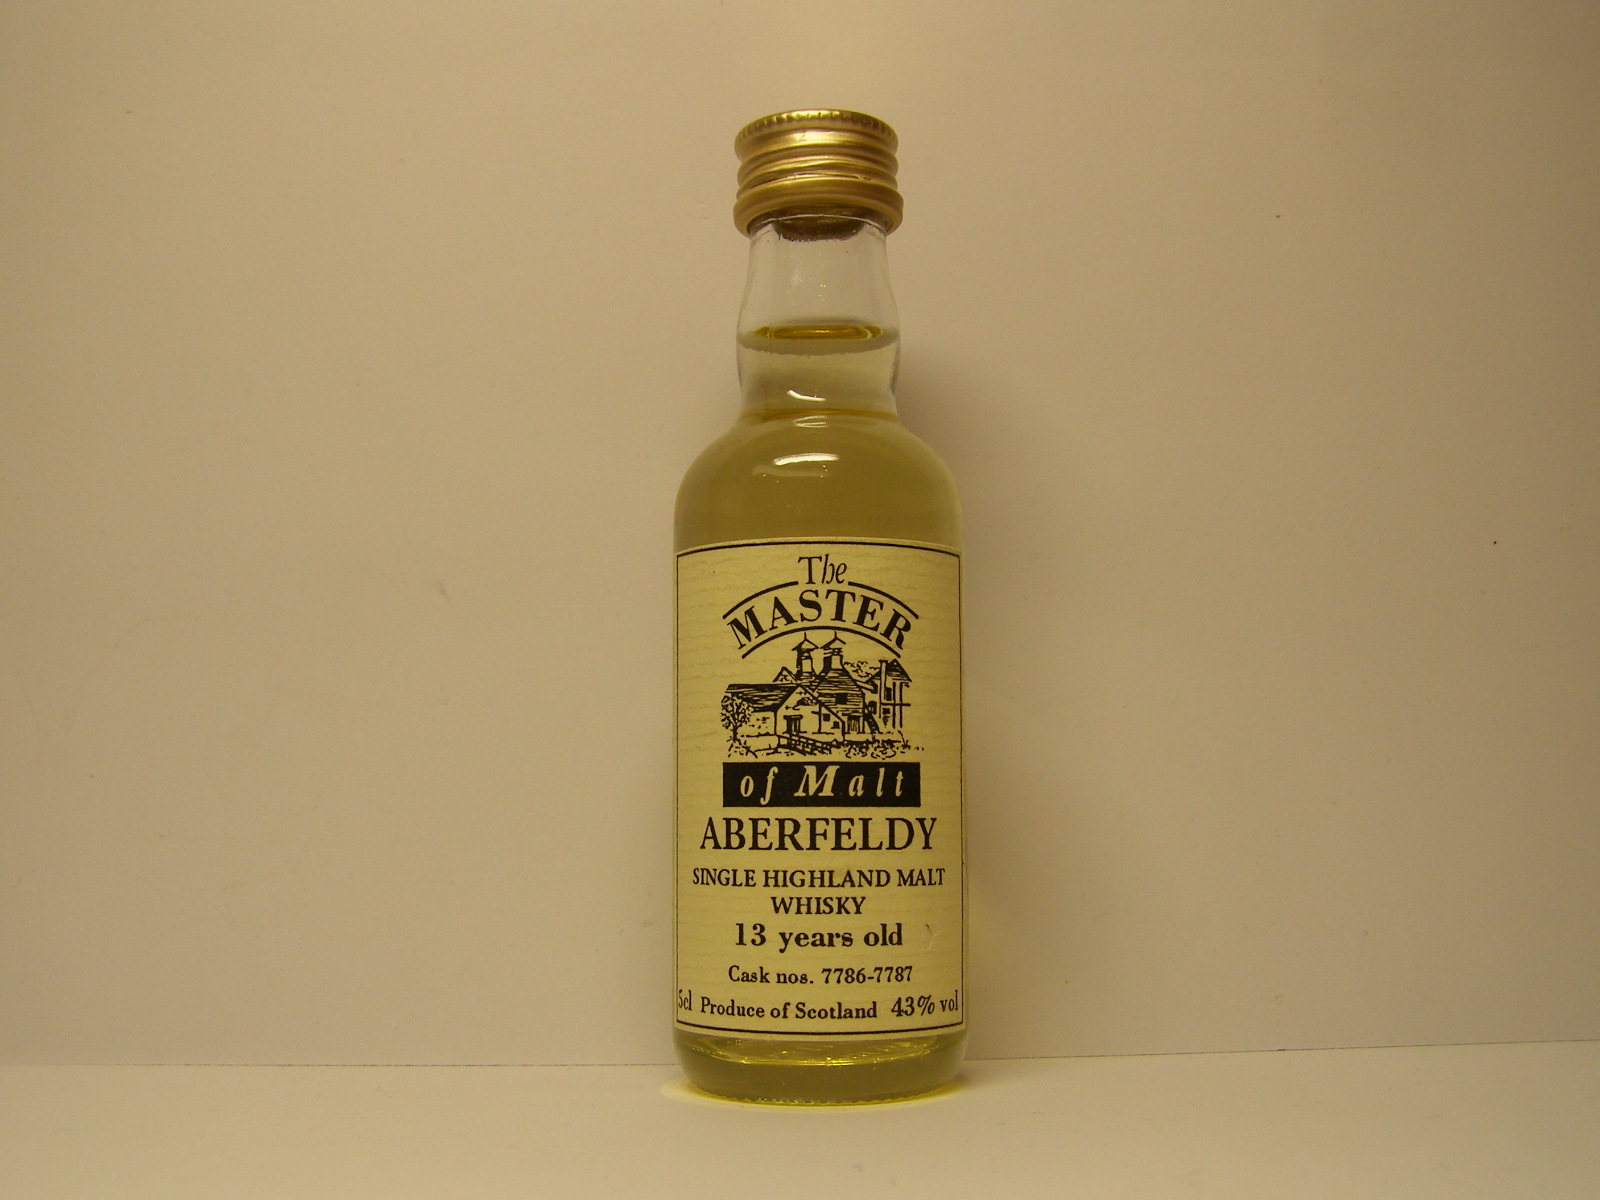 The
MASTER
of Malt
ABERFELDY
SINGLE HIGHLAND MALT
WHISKY
13 years old
Cask nos. 7786-7787
5cl Produce of Scotland 43% vol